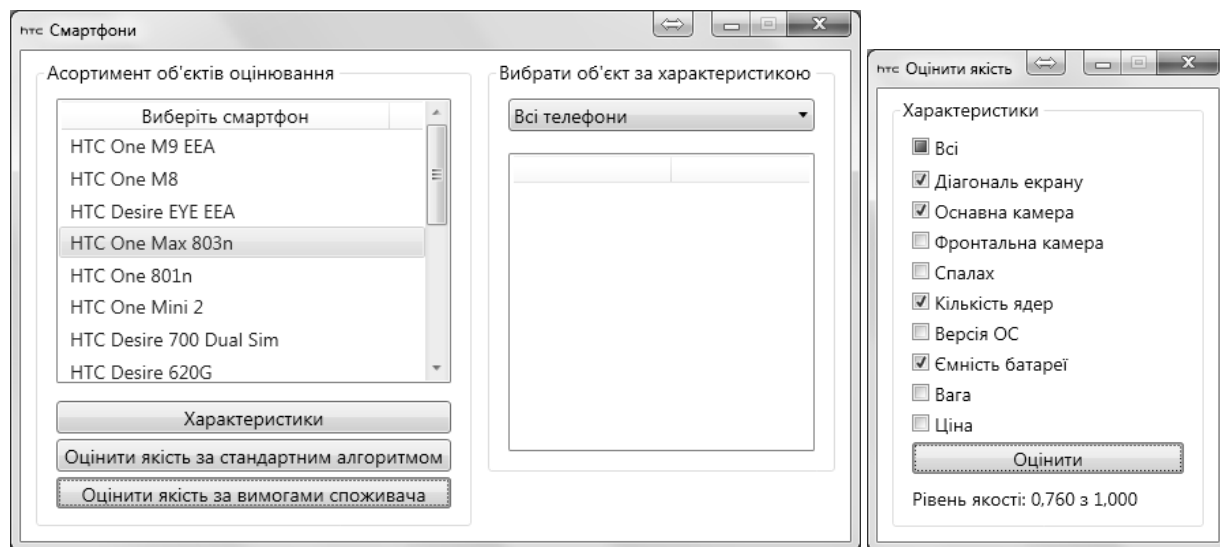 hтс Смартфони
Асортимент об'єктів оцінювання
Виберіть смартфон
HTC One M9 EEA
HTC One M8
HTC Desire EYE EEA
HTC One Max 803n
HTC One 801n
HTC One Mini 2
HTC Desire 700 Dual Sim
HTC Desire 620G
Характеристики
Оцінити якість за стандартним алгоритмом
Оцінити якість за вимогами споживача
Вибрати об'єкт за характеристикою
Всі телефони
hтс Оцінити якість
Характеристики
Всі
Діагональ екрану
Оснавна камера
Фронтальна камера
Спалах
Кількість ядер
Версія ОС
Ємність батареї
Вага
Ціна
Оцінити
Рівень якості: 0,760 з 1,000